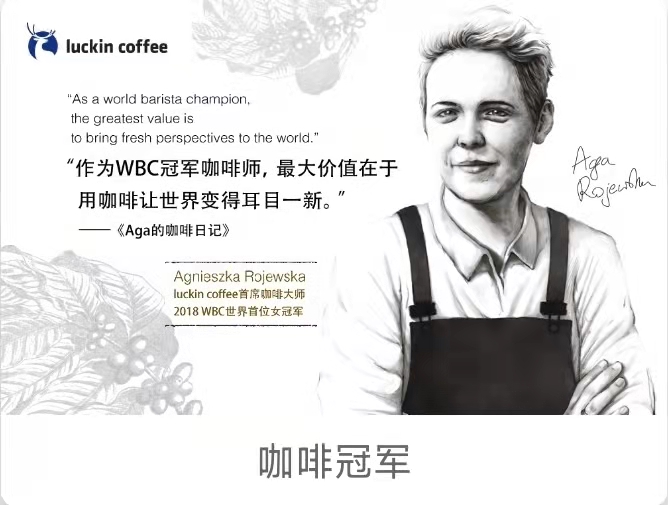 luckin coffee
“As a world barista champion,
the greatest value is
to bring fresh perspectives to the world.”
“作为WBC冠军咖啡师，最大价值在于
用咖啡让世界变得耳目一新。”
——《Aga的咖啡日记》
Aga
Rojewska
Agnieszka Rojewska
luckin coffee首席咖啡大师
2018 WBC世界首位女冠军
咖啡冠军